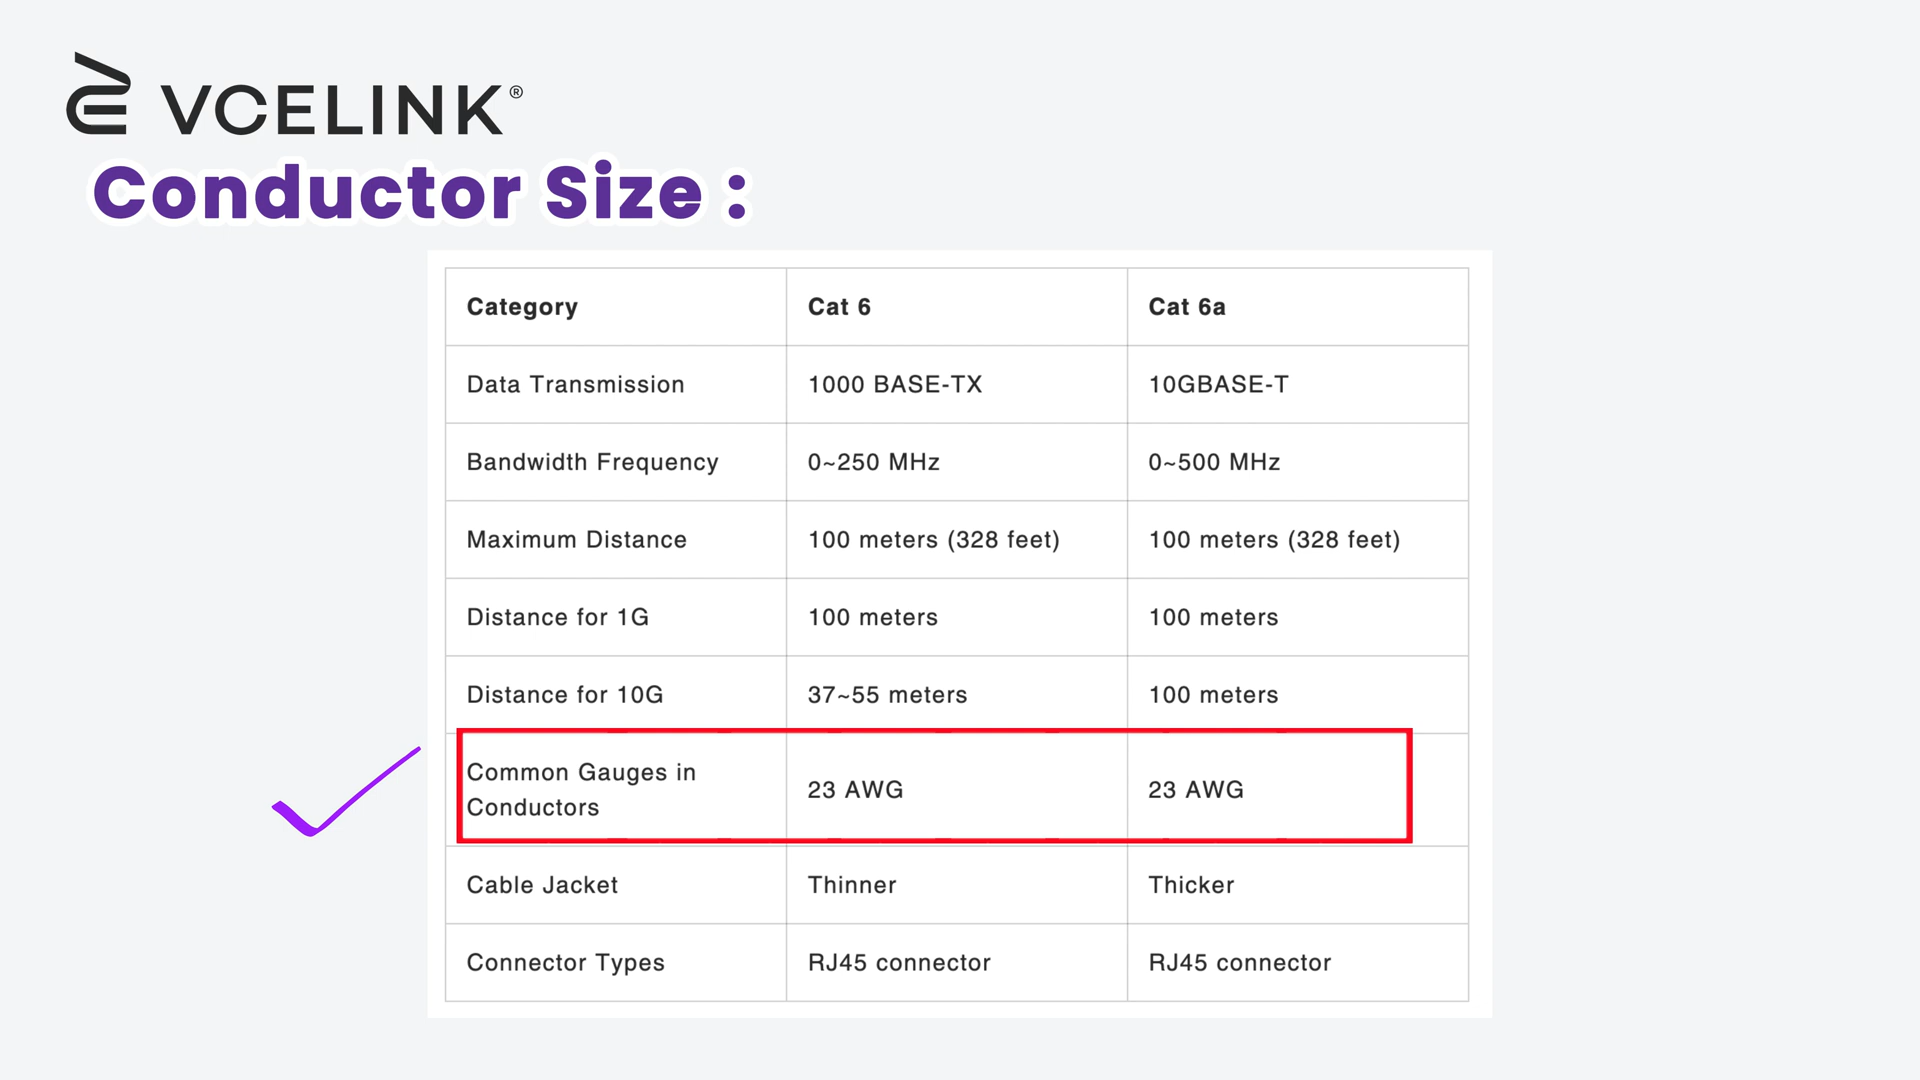 VCELINK®
Conductor Size :
Category Cat 6 Cat 6a
Data Transmission 1000 BASE-TX 10GBASE-T
Bandwidth Frequency 0~250 MHz 0~500 MHz
Maximum Distance 100 meters (328 feet) 100 meters (328 feet)
Distance for 1G 100 meters 100 meters
Distance for 10G 37~55 meters 100 meters
Common Gauges in
Conductors 23 AWG 23 AWG
Cable Jacket Thinner Thicker
Connector Types RJ45 connector RJ45 connector